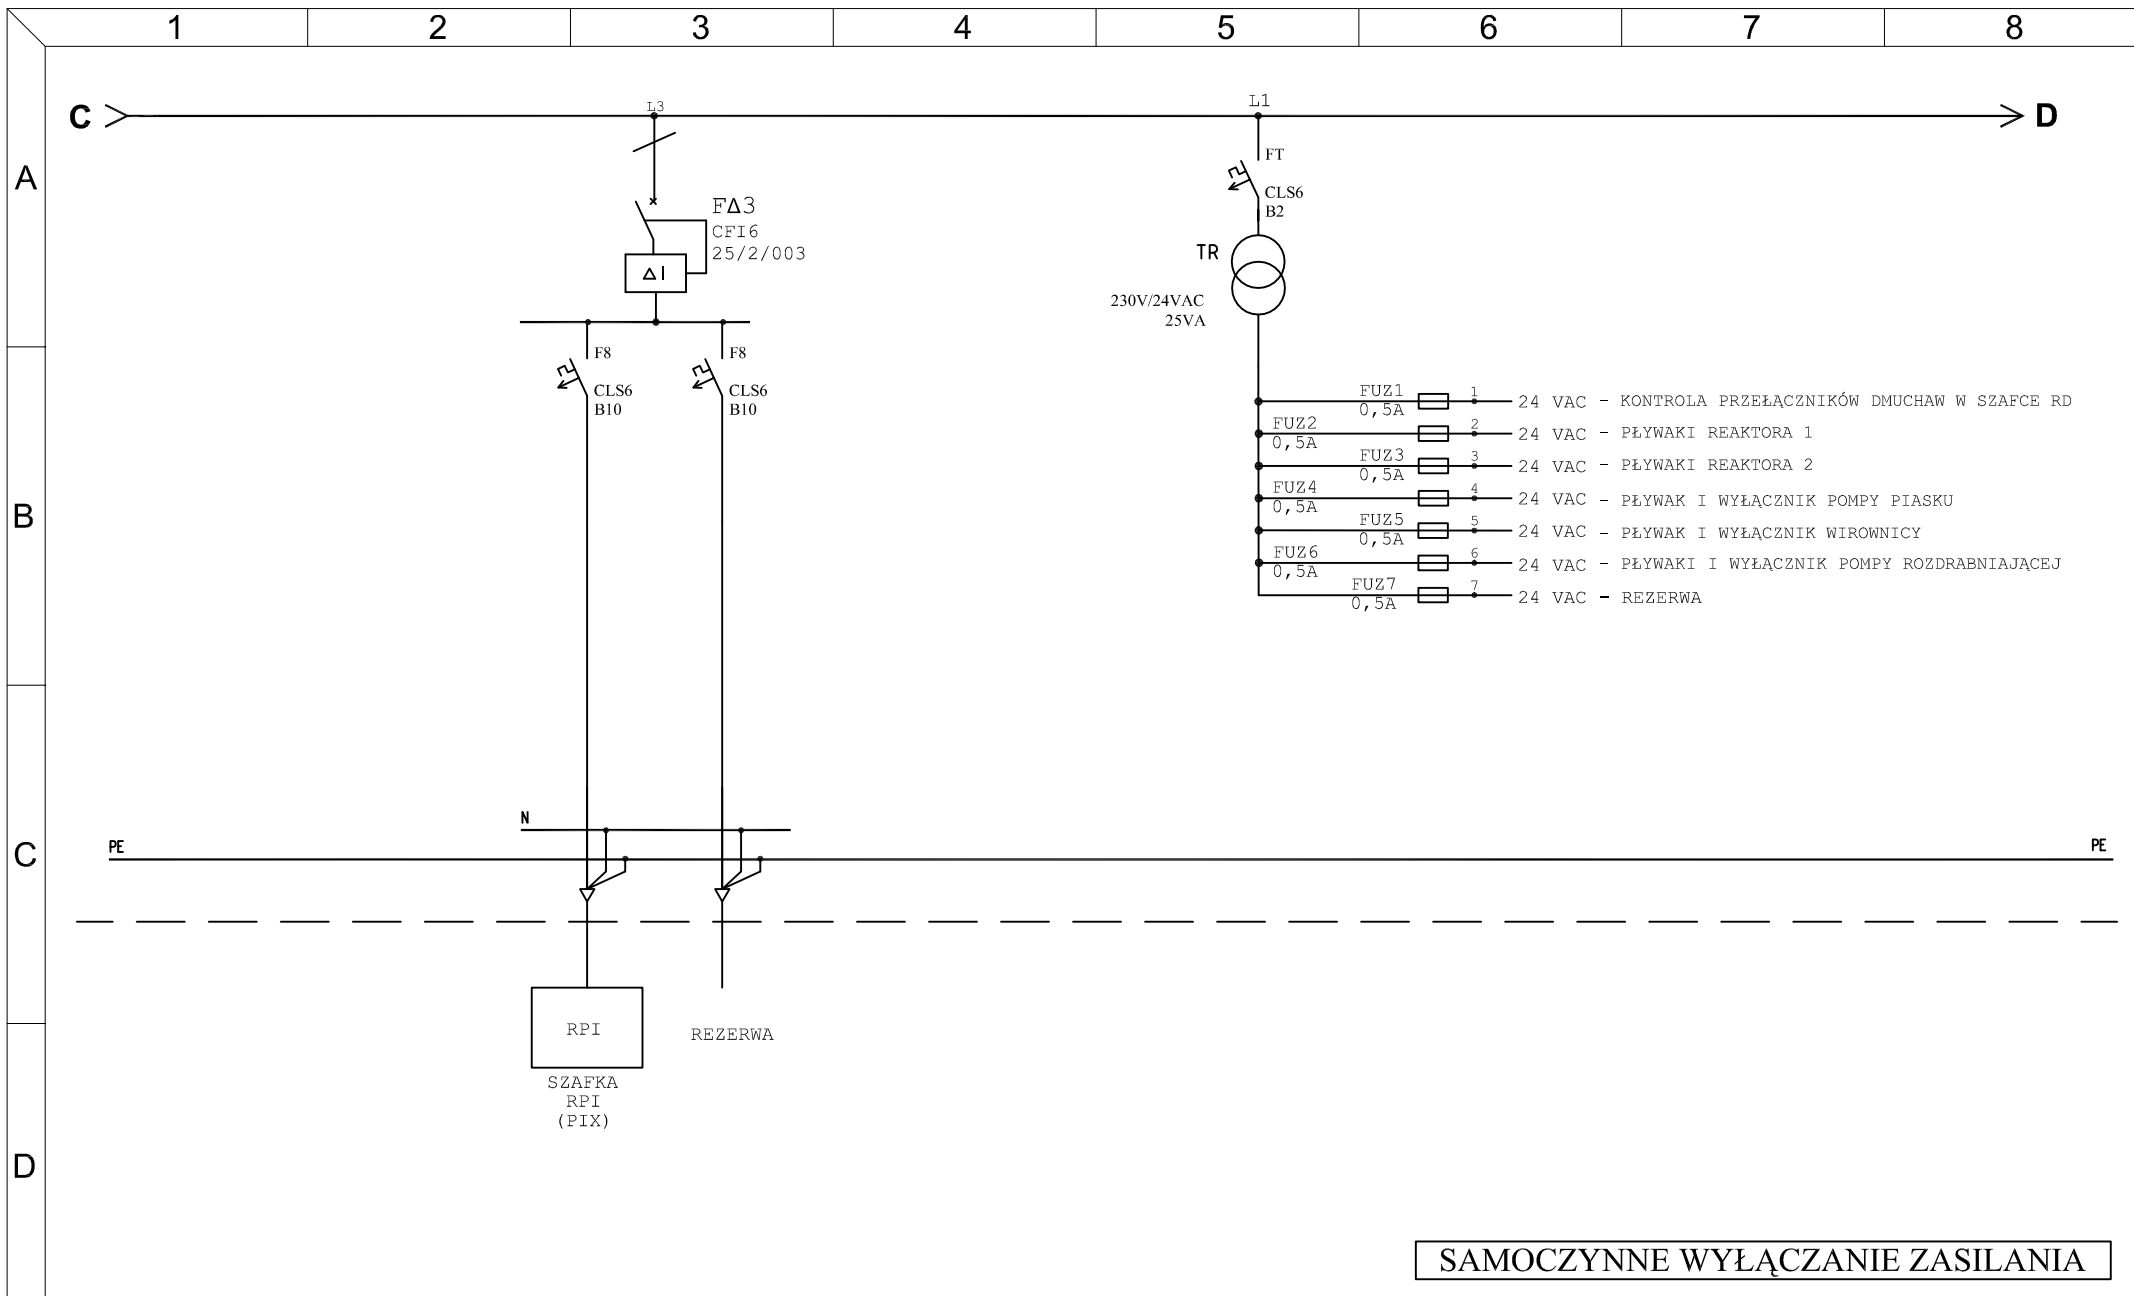 1 2 3 4 5 6 7 8
A
B
C
D
C
D
L3
L1
FΔ3
CFI6
25/2/003
ΔI
F8
CLS6
B10
F8
CLS6
B10
FT
CLS6
B2
TR
230V/24VAC
25VA
FUZ1 1
0,5A
24 VAC - KONTROLA PRZEŁĄCZNIKÓW DMUCHAW W SZAFCE RD
FUZ2 2
0,5A
24 VAC - PŁYWAKI REAKTORA 1
FUZ3 3
0,5A
24 VAC - PŁYWAKI REAKTORA 2
FUZ4 4
0,5A
24 VAC - PŁYWAK I WYŁĄCZNIK POMPY PIASKU
FUZ5 5
0,5A
24 VAC - PŁYWAK I WYŁĄCZNIK WIROWNICY
FUZ6 6
0,5A
24 VAC - PŁYWAKI I WYŁĄCZNIK POMPY ROZDRABNIAJĄCEJ
FUZ7 7
0,5A
24 VAC - REZERWA
N
PE
PE
RPI
SZAFKA
RPI
(PIX)
REZERWA
SAMOCZYNNE WYŁĄCZANIE ZASILANIA